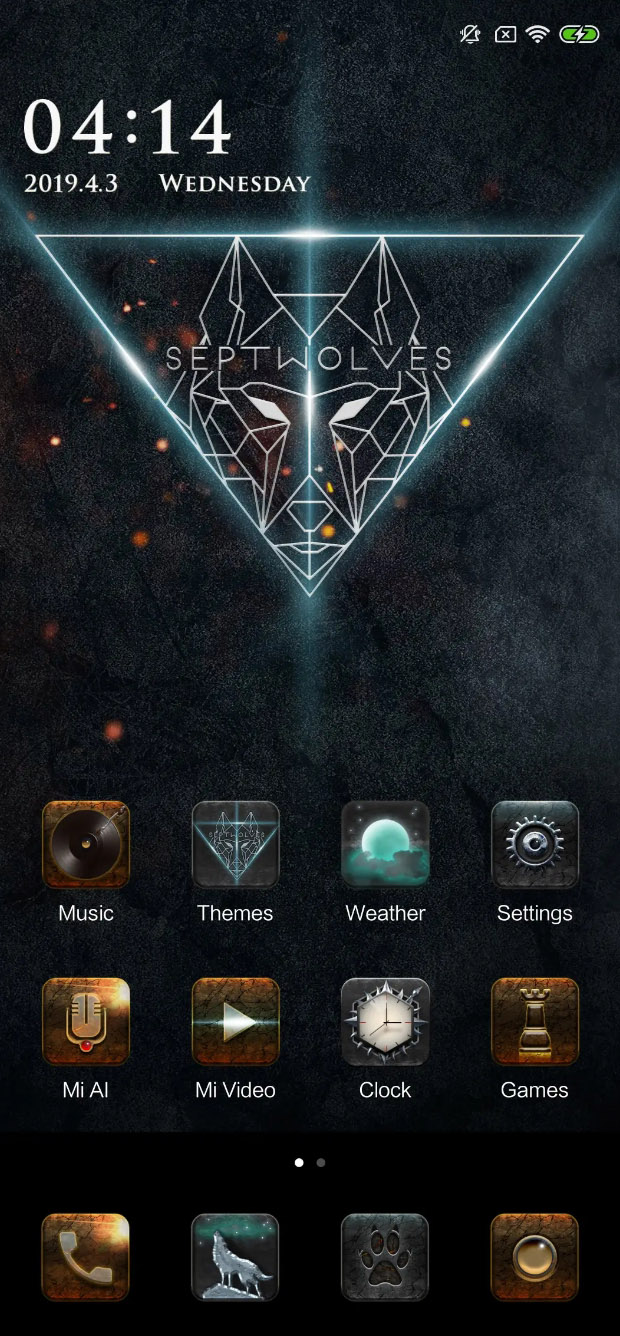 04:14
2019.4.3 WEDNESDAY
SEPTWOLVES
Music Themes Weather Settings
Mi AI Mi Video Clock Games